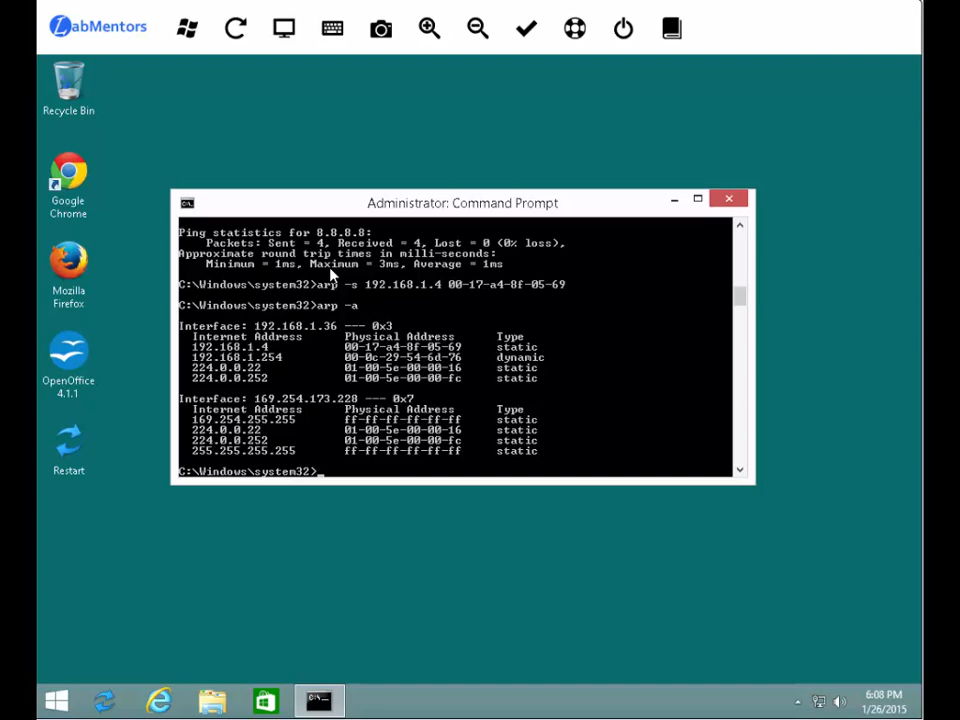 LabMentors
Recycle Bin
Google
Chrome
Mozilla
Firefox
OpenOffice
4.1.1
Restart
Administrator: Command Prompt
Ping statistics for 8.8.8.8:
Packets: Sent = 4, Received = 4, Lost = 0 (0% loss),
Approximate round trip times in milli-seconds:
Minimum = 1ms, Maximum = 3ms, Average = 1ms
C:\Windows\system32>arp -s 192.168.1.4 00-17-a4-8f-05-69
C:\Windows\system32>arp -a
Interface: 192.168.1.36 --- 0x3
Internet Address Physical Address Type
192.168.1.4 00-17-a4-8f-05-69 static
192.168.1.254 00-0c-29-54-6d-76 dynamic
224.0.0.22 01-00-5e-00-00-16 static
224.0.0.252 01-00-5e-00-00-fc static
Interface: 169.254.173.228 --- 0x7
Internet Address Physical Address Type
169.254.255.255 ff-ff-ff-ff-ff-ff static
224.0.0.22 01-00-5e-00-00-16 static
224.0.0.252 01-00-5e-00-00-fc static
255.255.255.255 ff-ff-ff-ff-ff-ff static
C:\Windows\system32>_
6:08 PM
1/26/2015